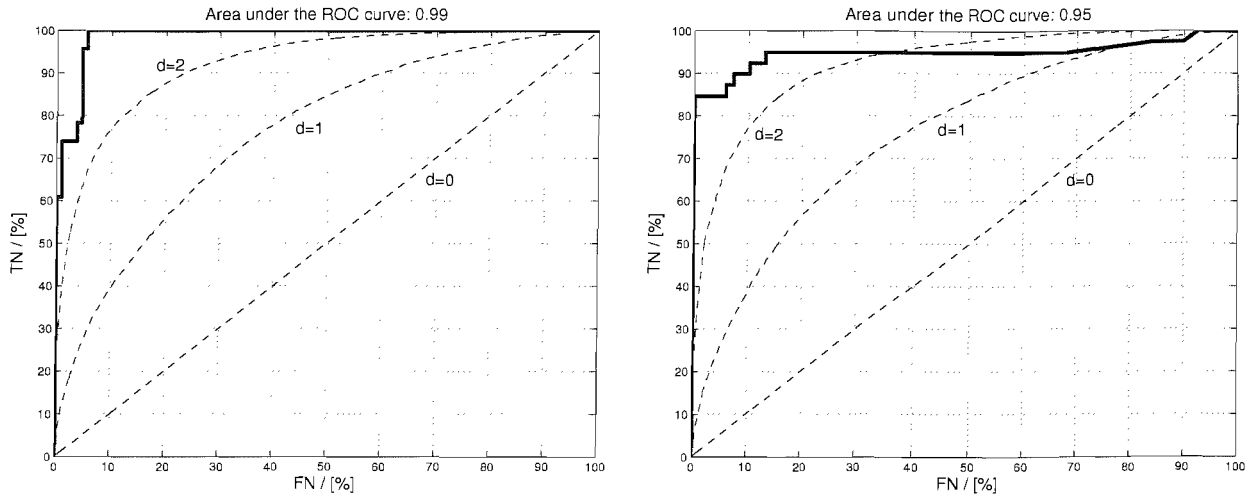 Area under the ROC curve: 0.99
100
90
80
70
60
50
40
30
20
10
0
TN / [%]
d=2
d=1
d=0
0 10 20 30 40 50 60 70 80 90 100
FN / [%]
Area under the ROC curve: 0.95
100
90
80
70
60
50
40
30
20
10
0
TN / [%]
d=2
d=1
d=0
0 10 20 30 40 50 60 70 80 90 100
FN / [%]